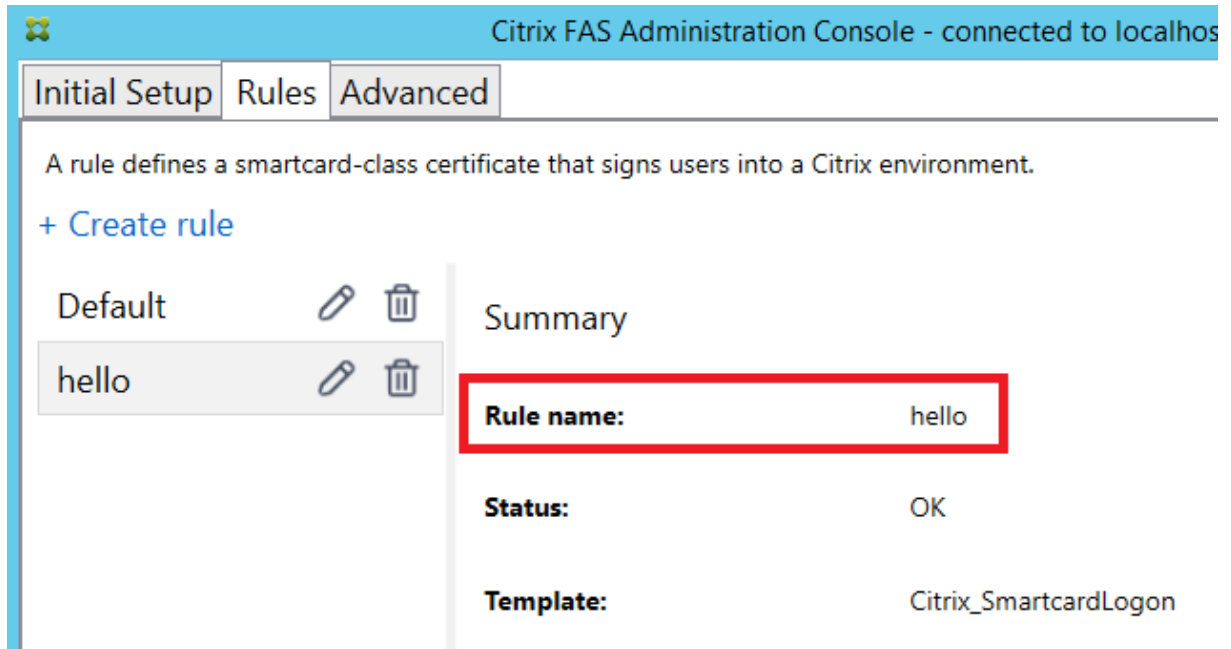 Citrix FAS Administration Console - connected to localhos
Initial Setup Rules Advanced
A rule defines a smartcard-class certificate that signs users into a Citrix environment.
+ Create rule
Default
hello
Summary
Rule name: hello
Status: OK
Template: Citrix_SmartcardLogon